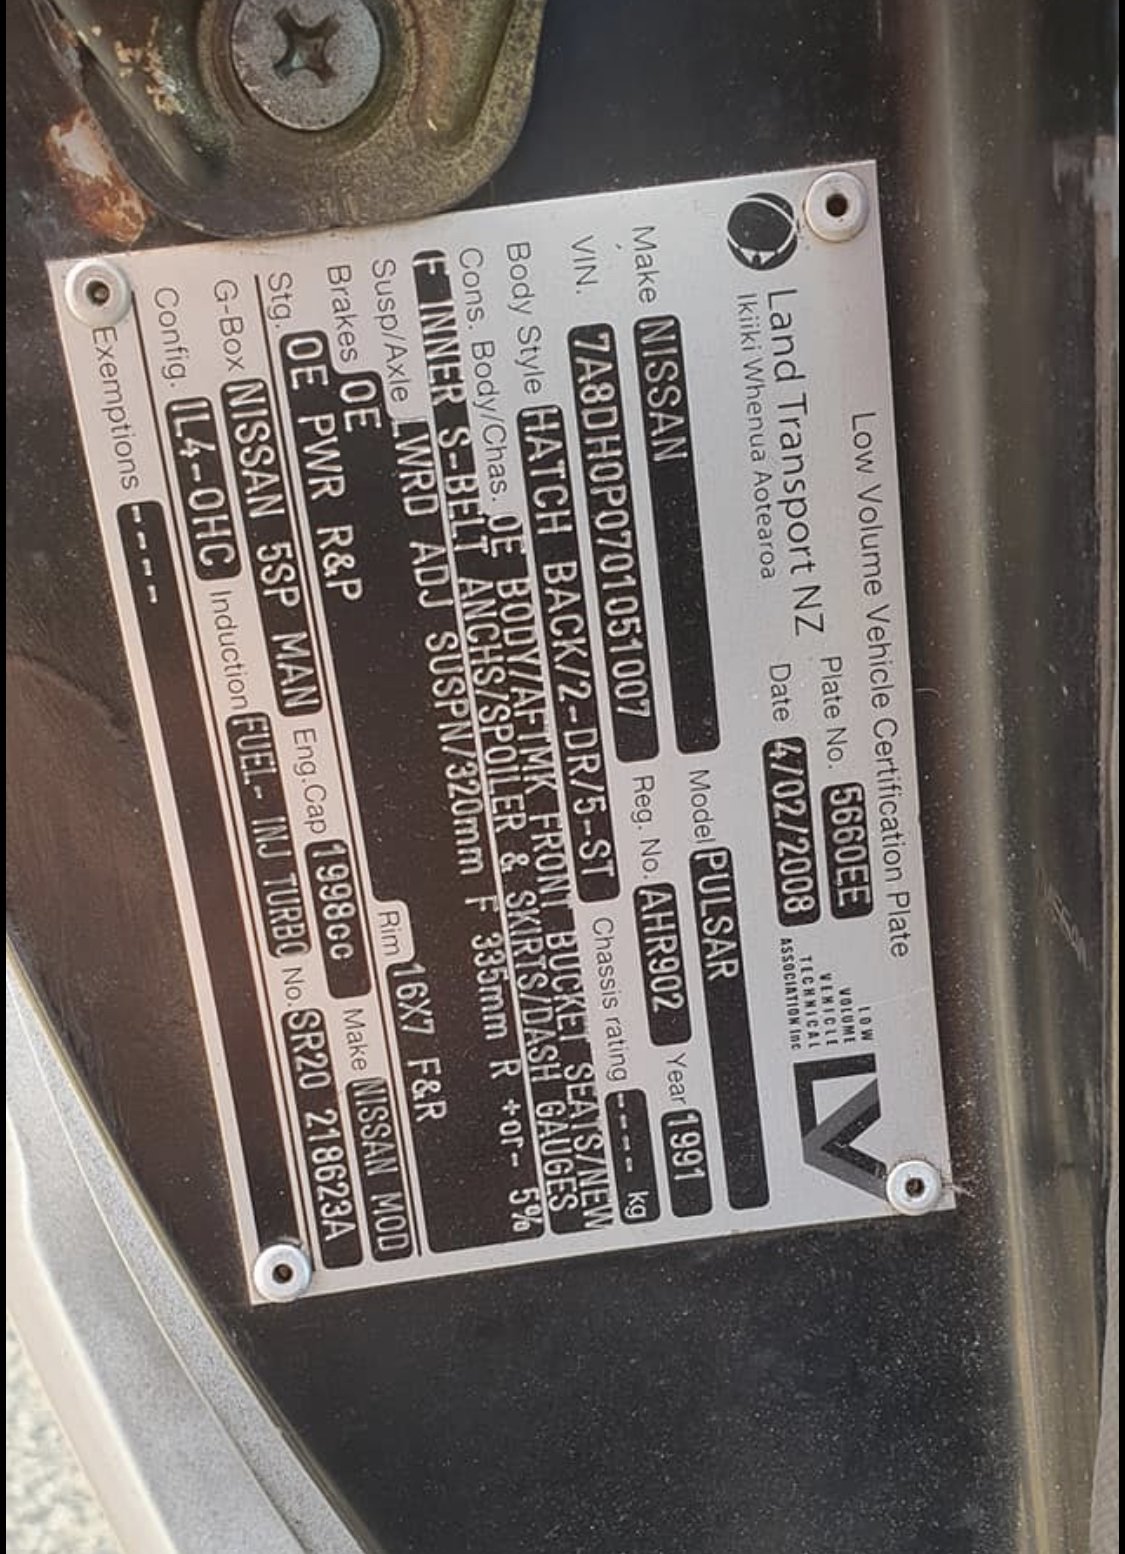 Low Volume Vehicle Certification Plate
Land Transport NZ
Ikiiki Whenua Aotearoa
Plate No. 5660EE
Date 4/02/2008
LOW
VOLUME
VEHICLE
TECHNICAL
ASSOCIATION Inc
LV
Make NISSAN Model PULSAR
VIN. 7A8DH0P0701051007 Reg. No. AHR902 Year 1991
Body Style HATCH BACK/2-DR/5-ST Chassis rating ---- kg
Cons. Body/Chas. OE BODY/AFTMK FRONT BUCKET SEATS/NEW
F INNER S-BELT ANCHS/SPOILER & SKRTS/DASH GAUGES
Susp/Axle LWRD ADJ SUSPN/320mm F 335mm R +or- 5%
Brakes OE Rim 16X7 F&R
Stg. OE PWR R&P
G-Box NISSAN 5SP MAN Eng.Cap 1998cc Make NISSAN MOD
Config. IL4-OHC Induction FUEL-INJ TURBO No. SR20 218623A
Exemptions ----